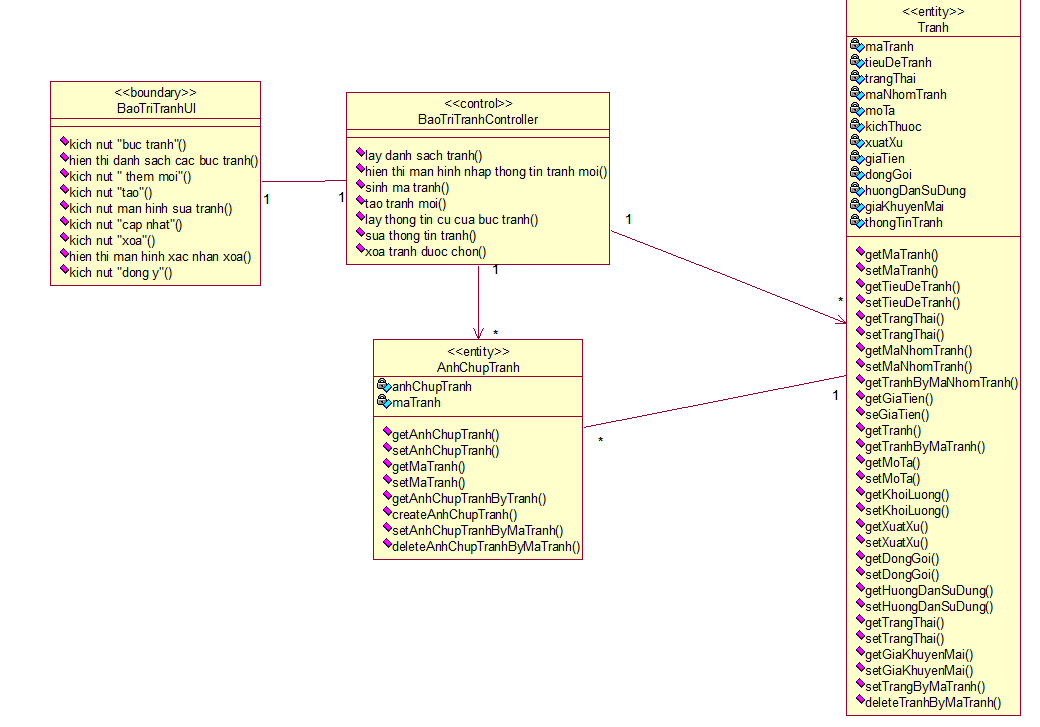 <<boundary>>
BaoTriTranhUI
kich nut "buc tranh"()
hien thi danh sach cac buc tranh()
kich nut " them moi"()
kich nut "tao"()
kich nut man hinh sua tranh()
kich nut "cap nhat"()
kich nut "xoa"()
hien thi man hinh xac nhan xoa()
kich nut "dong y"()
1
1
<<control>>
BaoTriTranhController
lay danh sach tranh()
hien thi man hinh nhap thong tin tranh moi()
sinh ma tranh()
tao tranh moi()
lay thong tin cu cua buc tranh()
sua thong tin tranh()
xoa tranh duoc chon()
1
*
1
*
<<entity>>
AnhChupTranh
anhChupTranh
maTranh
getAnhChupTranh()
setAnhChupTranh()
getMaTranh()
setMaTranh()
getAnhChupTranhByTranh()
createAnhChupTranh()
setAnhChupTranhByMaTranh()
deleteAnhChupTranhByMaTranh()
*
1
<<entity>>
Tranh
maTranh
tieuDeTranh
trangThai
maNhomTranh
moTa
kichThuoc
xuatXu
giaTien
dongGoi
huongDanSuDung
giaKhuyenMai
thongTinTranh
getMaTranh()
setMaTranh()
getTieuDeTranh()
setTieuDeTranh()
getTrangThai()
setTrangThai()
getMaNhomTranh()
setMaNhomTranh()
getTranhByMaNhomTranh()
getGiaTien()
seGiaTien()
getTranh()
getTranhByMaTranh()
getMoTa()
setMoTa()
getKhoiLuong()
setKhoiLuong()
getXuatXu()
setXuatXu()
getDongGoi()
setDongGoi()
getHuongDanSuDung()
setHuongDanSuDung()
getTrangThai()
setTrangThai()
getGiaKhuyenMai()
setGiaKhuyenMai()
setTrangByMaTranh()
deleteTranhByMaTranh()